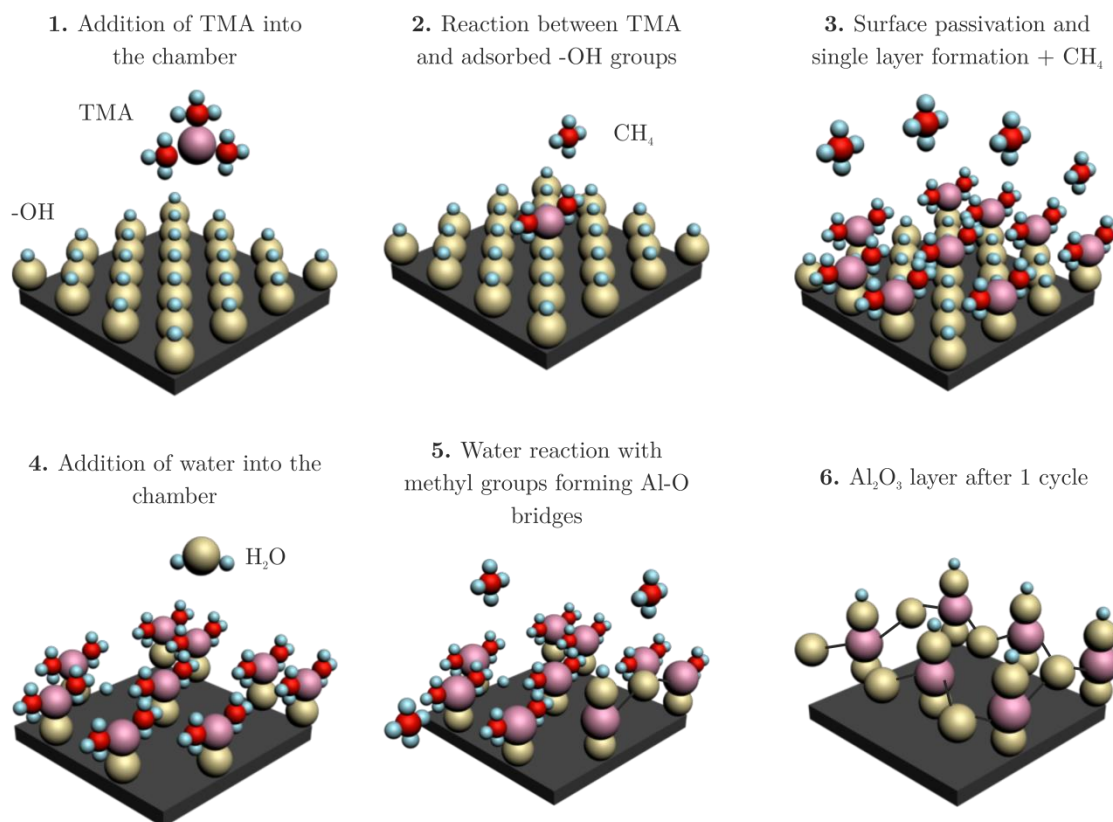 1. Addition of TMA into
the chamber
TMA
-OH
2. Reaction between TMA
and adsorbed -OH groups
CH₄
3. Surface passivation and
single layer formation + CH₄
4. Addition of water into the
chamber
H₂O
5. Water reaction with
methyl groups forming Al-O
bridges
6. Al₂O₃ layer after 1 cycle